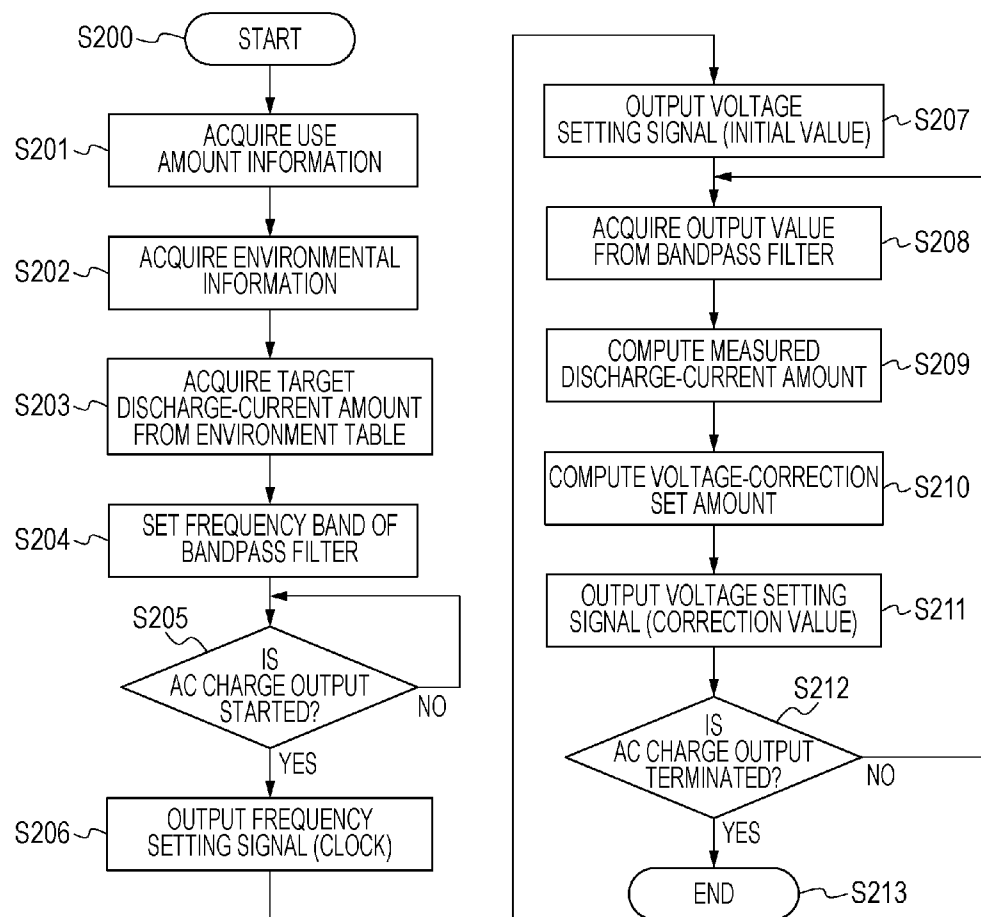 S200
START
S201
ACQUIRE USE
AMOUNT INFORMATION
S202
ACQUIRE ENVIRONMENTAL
INFORMATION
S203
ACQUIRE TARGET
DISCHARGE-CURRENT AMOUNT
FROM ENVIRONMENT TABLE
S204
SET FREQUENCY BAND OF
BANDPASS FILTER
S205
IS
AC CHARGE OUTPUT
STARTED?
NO
YES
S206
OUTPUT FREQUENCY
SETTING SIGNAL (CLOCK)
OUTPUT VOLTAGE
SETTING SIGNAL (INITIAL VALUE)
S207
ACQUIRE OUTPUT VALUE
FROM BANDPASS FILTER
S208
COMPUTE MEASURED
DISCHARGE-CURRENT AMOUNT
S209
COMPUTE VOLTAGE-CORRECTION
SET AMOUNT
S210
OUTPUT VOLTAGE SETTING
SIGNAL (CORRECTION VALUE)
S211
S212
IS
AC CHARGE OUTPUT
TERMINATED?
NO
YES
END
S213